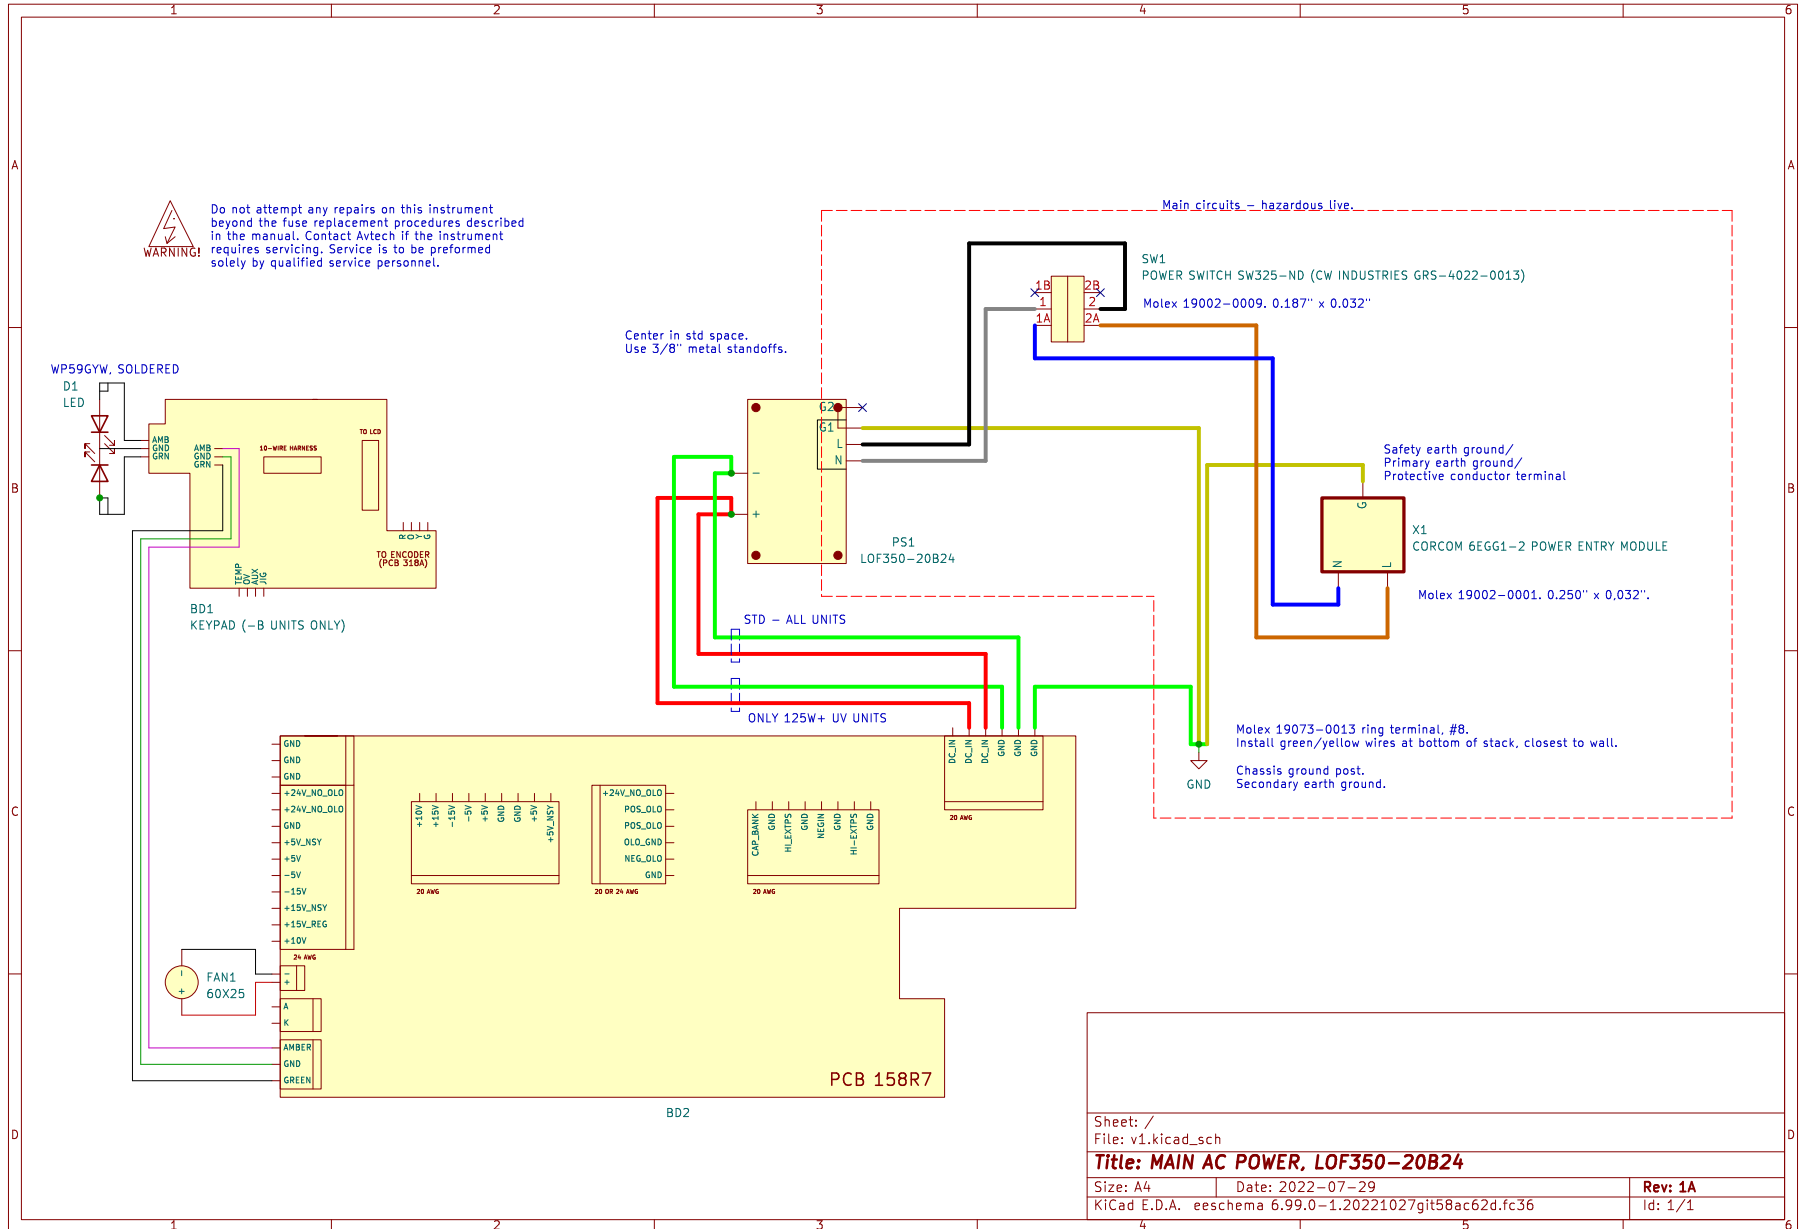 1 2 3 4 5 6
A
A
Main circuits - hazardous live.
Do not attempt any repairs on this instrument
beyond the fuse replacement procedures described
in the manual. Contact Avtech if the instrument
requires servicing. Service is to be preformed
solely by qualified service personnel.
WARNING!
SW1
POWER SWITCH SW325-ND (CW INDUSTRIES GRS-4022-0013)
Molex 19002-0009. 0.187" x 0.032"
1B 2B
1 2
1A 2A
Center in std space.
Use 3/8" metal standoffs.
WP59GYW, SOLDERED
D1
LED
AMB
GND
GRN
AMB
GND
GRN
10-WIRE HARNESS
TO LCD
R
O
Y
G
TO ENCODER
(PCB 318A)
TEMP
0V
AUX
JIG
BD1
KEYPAD (-B UNITS ONLY)
G2
G1
L
N
-
+
PS1
LOF350-20B24
Safety earth ground/
Primary earth ground/
Protective conductor terminal
G
N
L
X1
CORCOM 6EGG1-2 POWER ENTRY MODULE
Molex 19002-0001. 0.250" x 0,032".
B
B
STD - ALL UNITS
ONLY 125W+ UV UNITS
Molex 19073-0013 ring terminal, #8.
Install green/yellow wires at bottom of stack, closest to wall.
Chassis ground post.
Secondary earth ground.
GND
DC_IN
DC_IN
DC_IN
GND
GND
GND
20 AWG
GND
GND
GND
+24V_NO_OLO
+24V_NO_OLO
GND
+5V_NSY
+5V
-5V
-15V
+15V_NSY
+15V_REG
+10V
24 AWG
+10V
+15V
-15V
-5V
+5V
GND
GND
+5V
+5V_NSY
20 AWG
+24V_NO_OLO
POS_OLO
POS_OLO
OLO_GND
NEG_OLO
GND
20 OR 24 AWG
CAP_BANK
GND
HI_EXTPS
GND
NEGIN
GND
HI-EXTPS
GND
20 AWG
C
C
-
+
FAN1
60X25
-
+
A
K
AMBER
GND
GREEN
PCB 158R7
BD2
D
D
Sheet: /
File: v1.kicad_sch
Title: MAIN AC POWER, LOF350-20B24
Size: A4 Date: 2022-07-29 Rev: 1A
KiCad E.D.A. eeschema 6.99.0-1.20221027git58ac62d.fc36 Id: 1/1
1 2 3 4 5 6